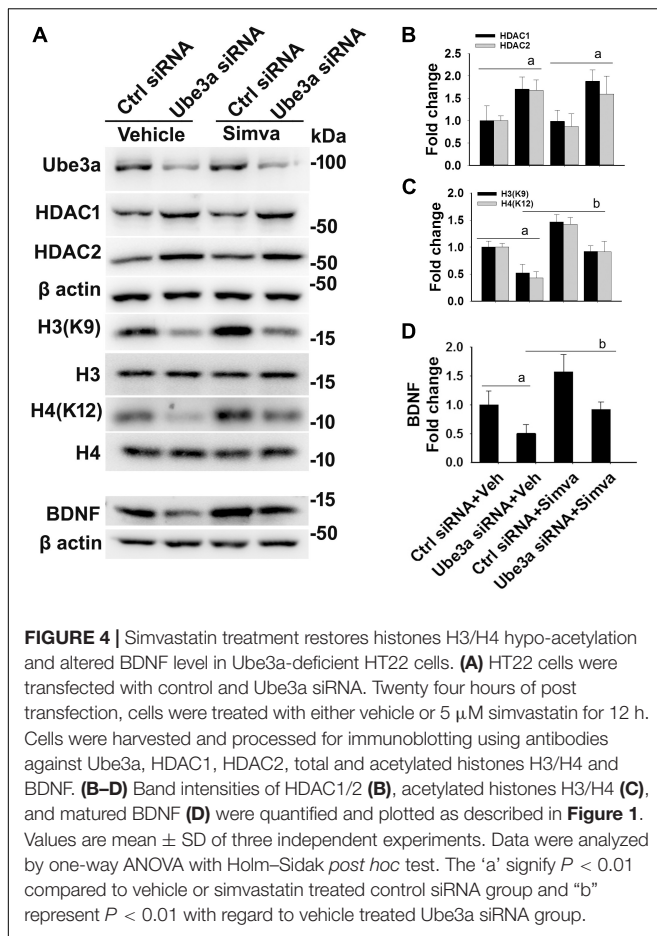 A
Ctrl siRNA
Ube3a siRNA
Ctrl siRNA
Ube3a siRNA
Vehicle
Simva
kDa
Ube3a
-100
HDAC1
-50
HDAC2
-50
β actin
-50
H3(K9)
-15
H3
-15
H4(K12)
-10
H4
-10
BDNF
-15
β actin
-50
B
HDAC1
HDAC2
Fold change
2.5
2.0
1.5
1.0
0.5
0.0
a
a
C
H3(K9)
H4(K12)
Fold change
2.0
1.5
1.0
0.5
0.0
a
b
D
BDNF
Fold change
2.0
1.5
1.0
0.5
0.0
a
b
Ctrl siRNA+Veh
Ube3a siRNA+Veh
Ctrl siRNA+Simva
Ube3a siRNA+Simva
FIGURE 4 | Simvastatin treatment restores histones H3/H4 hypo-acetylation
and altered BDNF level in Ube3a-deficient HT22 cells. (A) HT22 cells were
transfected with control and Ube3a siRNA. Twenty four hours of post
transfection, cells were treated with either vehicle or 5 μM simvastatin for 12 h.
Cells were harvested and processed for immunoblotting using antibodies
against Ube3a, HDAC1, HDAC2, total and acetylated histones H3/H4 and
BDNF. (B–D) Band intensities of HDAC1/2 (B), acetylated histones H3/H4 (C),
and matured BDNF (D) were quantified and plotted as described in Figure 1.
Values are mean ± SD of three independent experiments. Data were analyzed
by one-way ANOVA with Holm–Sidak post hoc test. The ‘a’ signify P < 0.01
compared to vehicle or simvastatin treated control siRNA group and “b”
represent P < 0.01 with regard to vehicle treated Ube3a siRNA group.